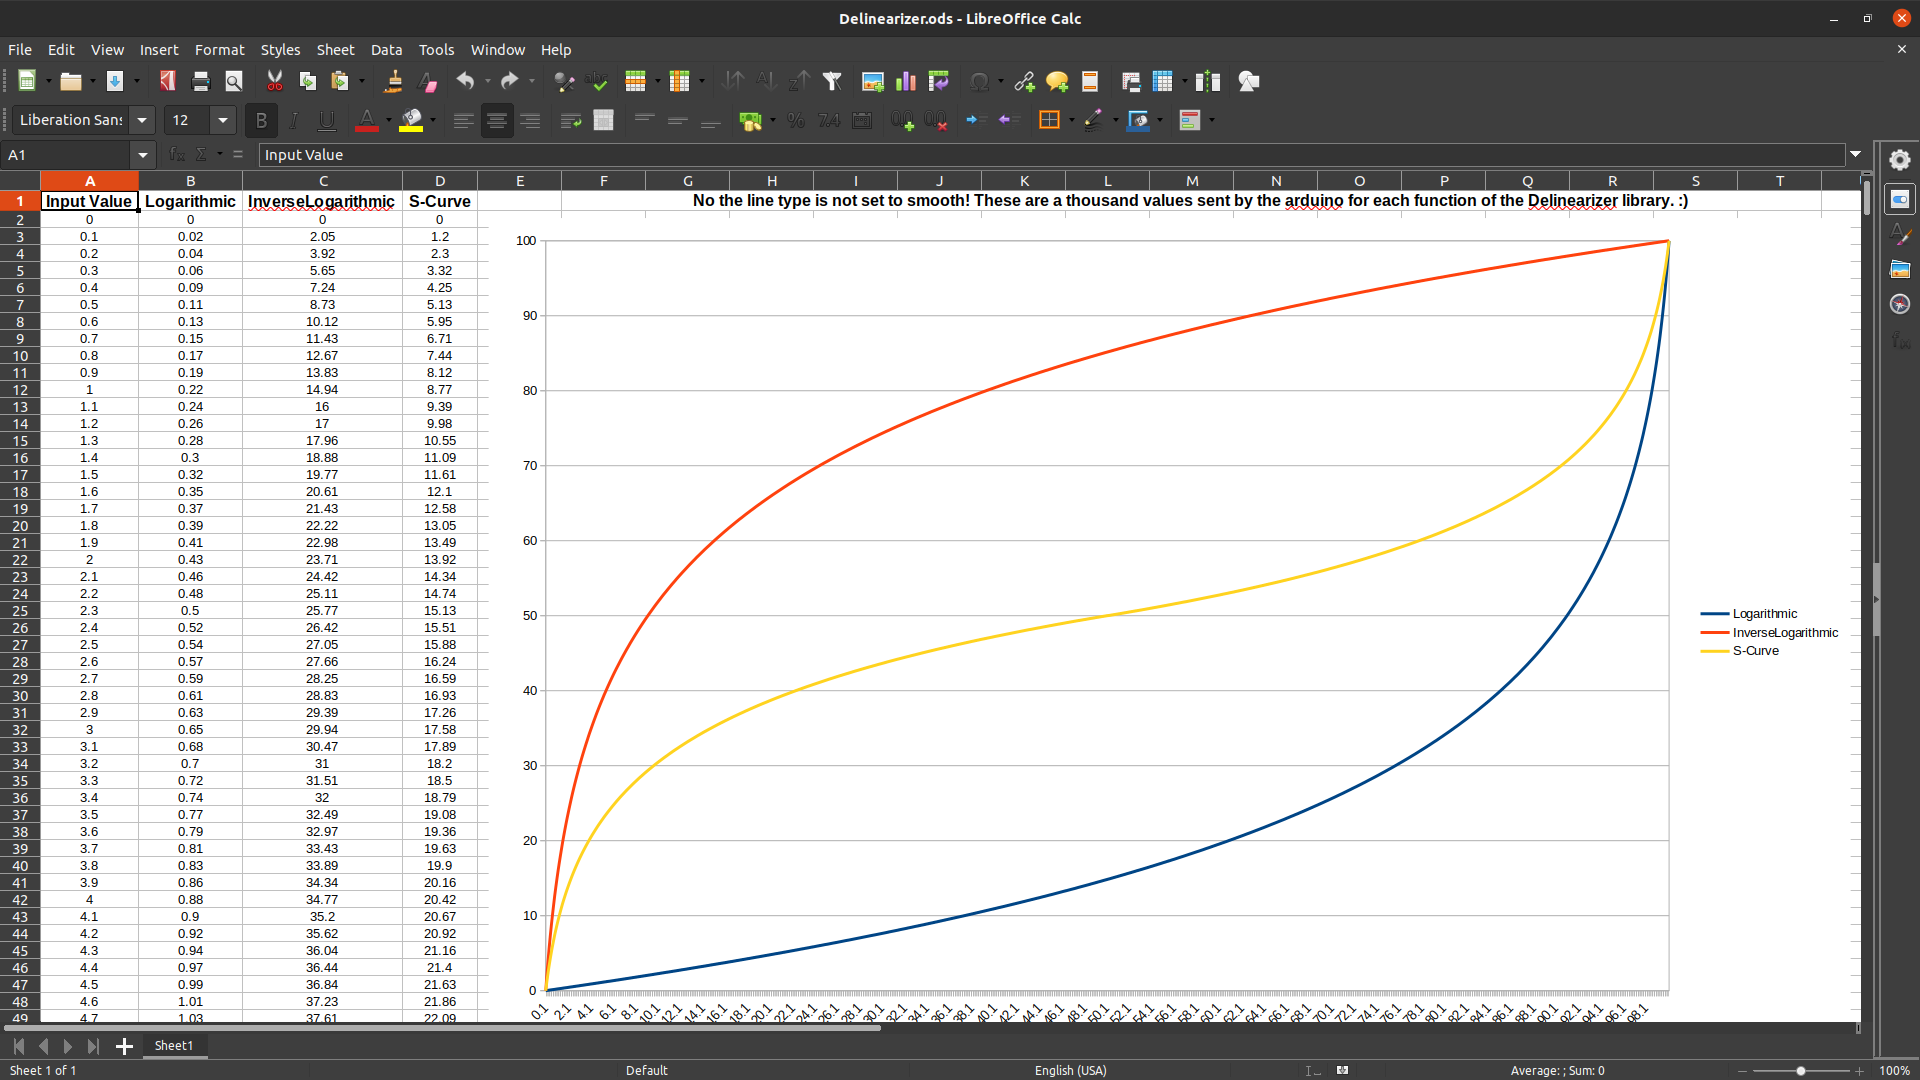 Delinearizer.ods - LibreOffice Calc
File Edit View Insert Format Styles Sheet Data Tools Window Help
Liberation Sans 12
A1 Input Value
A B C D E F G H I J K L M N O P Q R S T
1 Input Value Logarithmic InverseLogarithmic S-Curve No the line type is not set to smooth! These are a thousand values sent by the arduino for each function of the Delinearizer library. :)
2 0 0 0 0
3 0.1 0.02 2.05 1.2
4 0.2 0.04 3.92 2.3
5 0.3 0.06 5.65 3.32
6 0.4 0.09 7.24 4.25
7 0.5 0.11 8.73 5.13
8 0.6 0.13 10.12 5.95
9 0.7 0.15 11.43 6.71
10 0.8 0.17 12.67 7.44
11 0.9 0.19 13.83 8.12
12 1 0.22 14.94 8.77
13 1.1 0.24 16 9.39
14 1.2 0.26 17 9.98
15 1.3 0.28 17.96 10.55
16 1.4 0.3 18.88 11.09
17 1.5 0.32 19.77 11.61
18 1.6 0.35 20.61 12.1
19 1.7 0.37 21.43 12.58
20 1.8 0.39 22.22 13.05
21 1.9 0.41 22.98 13.49
22 2 0.43 23.71 13.92
23 2.1 0.46 24.42 14.34
24 2.2 0.48 25.11 14.74
25 2.3 0.5 25.77 15.13
26 2.4 0.52 26.42 15.51
27 2.5 0.54 27.05 15.88
28 2.6 0.57 27.66 16.24
29 2.7 0.59 28.25 16.59
30 2.8 0.61 28.83 16.93
31 2.9 0.63 29.39 17.26
32 3 0.65 29.94 17.58
33 3.1 0.68 30.47 17.89
34 3.2 0.7 31 18.2
35 3.3 0.72 31.51 18.5
36 3.4 0.74 32 18.79
37 3.5 0.77 32.49 19.08
38 3.6 0.79 32.97 19.36
39 3.7 0.81 33.43 19.63
40 3.8 0.83 33.89 19.9
41 3.9 0.86 34.34 20.16
42 4 0.88 34.77 20.42
43 4.1 0.9 35.2 20.67
44 4.2 0.92 35.62 20.92
45 4.3 0.94 36.04 21.16
46 4.4 0.97 36.44 21.4
47 4.5 0.99 36.84 21.63
48 4.6 1.01 37.23 21.86
49 4.7 1.03 37.61 22.09
100
90
80
70
60
50
40
30
20
10
0
0.1 2.1 4.1 6.1 8.1 10.1 12.1 14.1 16.1 18.1 20.1 22.1 24.1 26.1 28.1 30.1 32.1 34.1 36.1 38.1 40.1 42.1 44.1 46.1 48.1 50.1 52.1 54.1 56.1 58.1 60.1 62.1 64.1 66.1 68.1 70.1 72.1 74.1 76.1 78.1 80.1 82.1 84.1 86.1 88.1 90.1 92.1 94.1 96.1 98.1
Logarithmic
InverseLogarithmic
S-Curve
Sheet1
Sheet 1 of 1 Default English (USA) Average: ; Sum: 0 100%